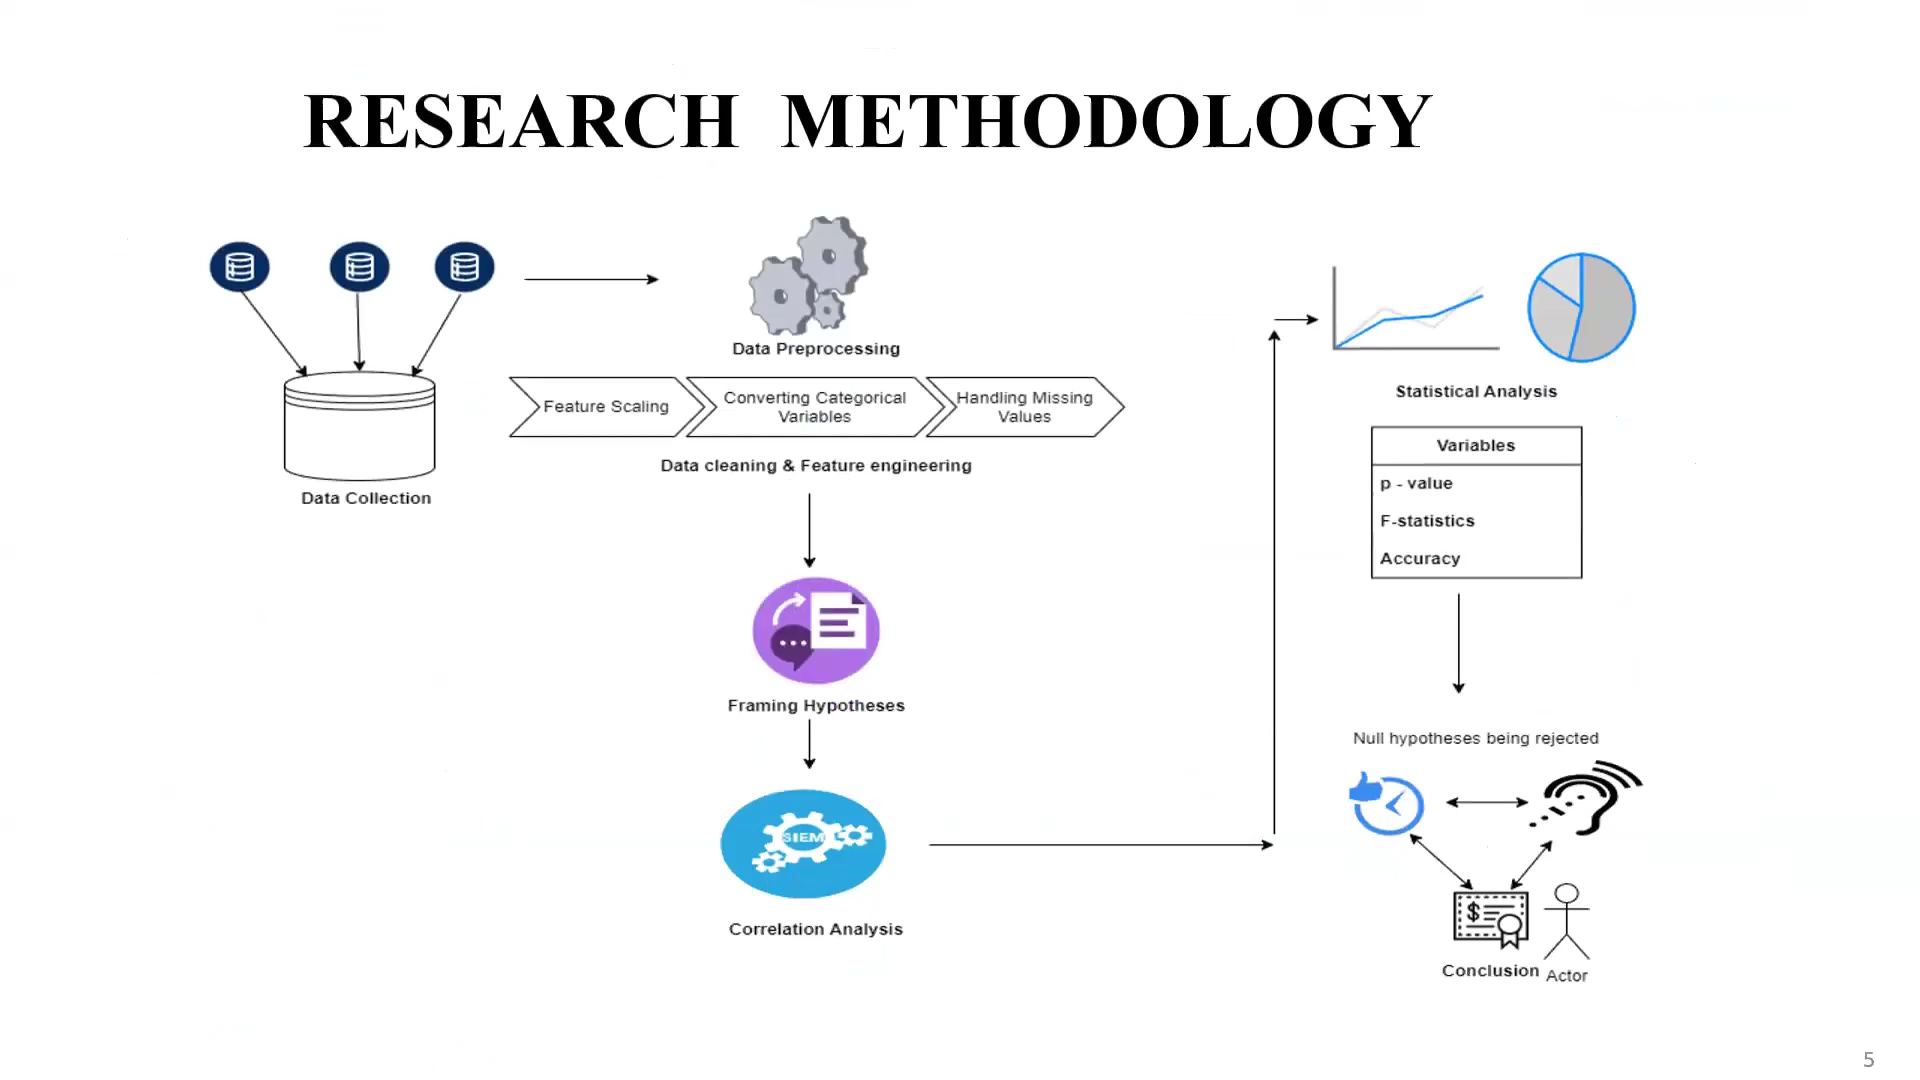 RESEARCH METHODOLOGY
Data Collection
Data Preprocessing
Feature Scaling
Converting Categorical
Variables
Handling Missing
Values
Data cleaning & Feature engineering
Framing Hypotheses
SIEM
Correlation Analysis
Statistical Analysis
Variables
p - value
F-statistics
Accuracy
Null hypotheses being rejected
$
Conclusion
Actor
5